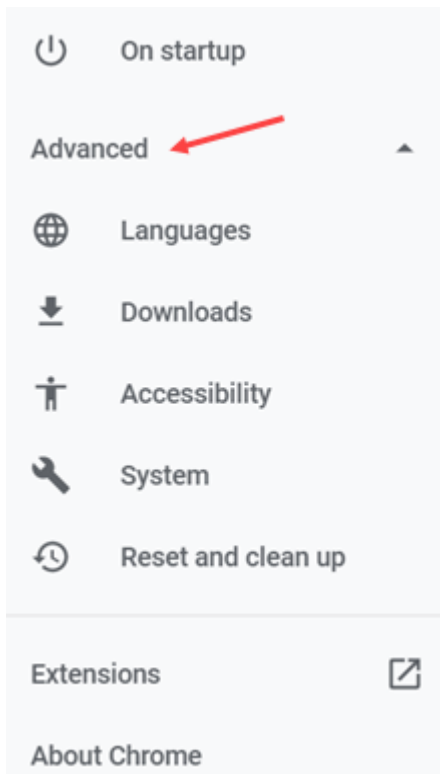 On startup
Advanced
Languages
Downloads
Accessibility
System
Reset and clean up
Extensions
About Chrome